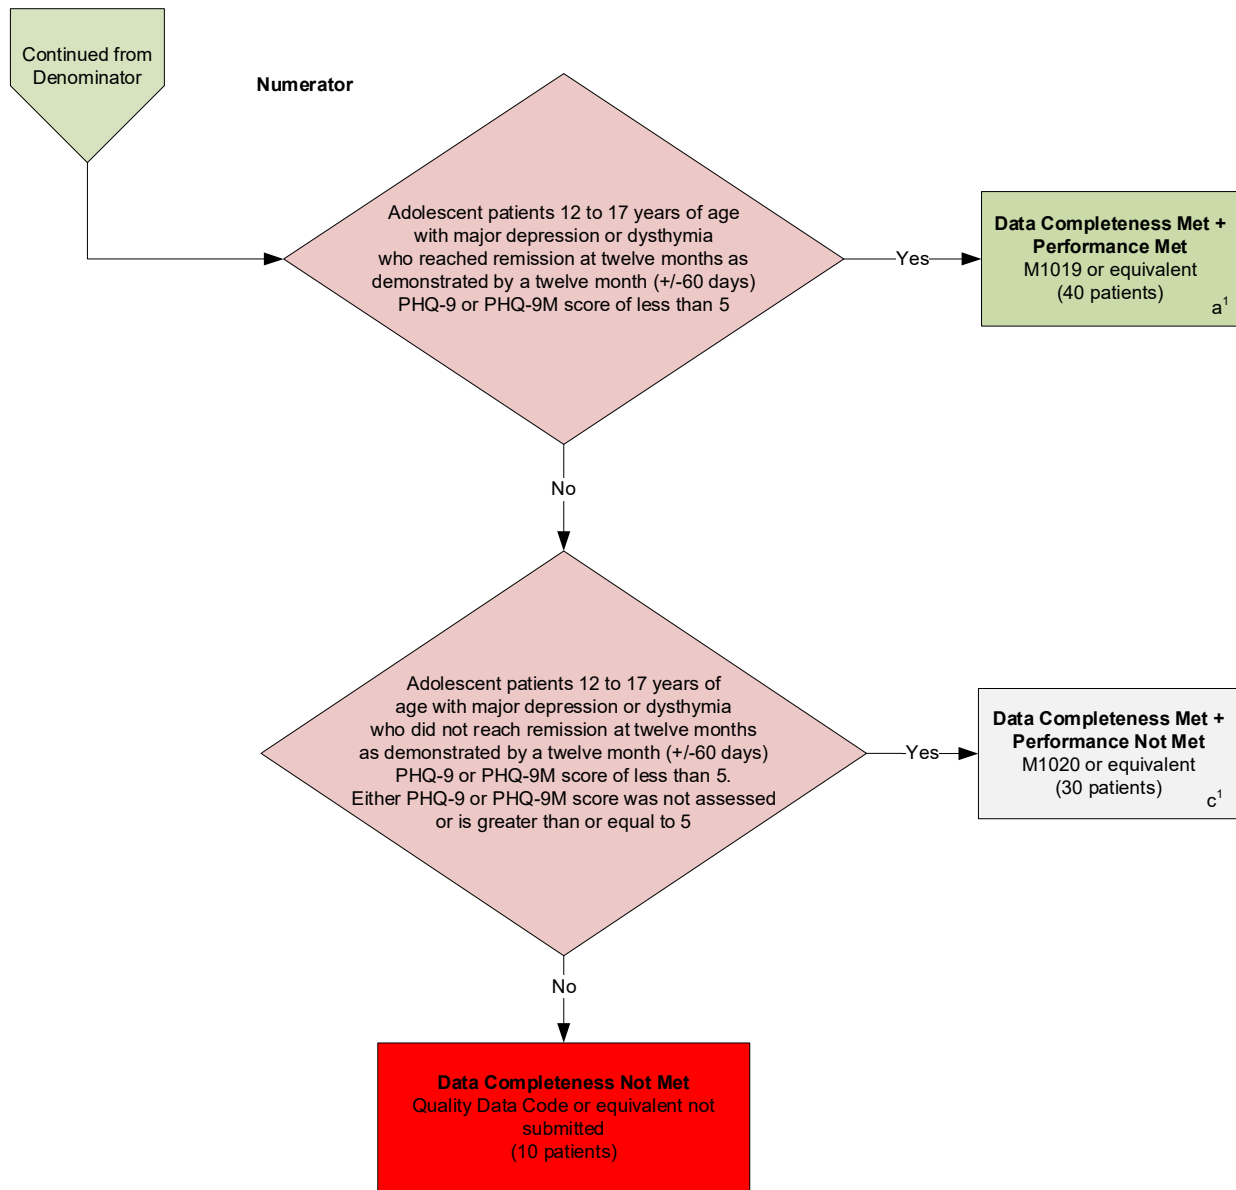 Continued from
Denominator
Numerator
Adolescent patients 12 to 17 years of age
with major depression or dysthymia
who reached remission at twelve months as
demonstrated by a twelve month (+/-60 days)
PHQ-9 or PHQ-9M score of less than 5
Yes
Data Completeness Met +
Performance Met
M1019 or equivalent
(40 patients)
a¹
No
Adolescent patients 12 to 17 years of
age with major depression or dysthymia
who did not reach remission at twelve months
as demonstrated by a twelve month (+/-60 days)
PHQ-9 or PHQ-9M score of less than 5.
Either PHQ-9 or PHQ-9M score was not assessed
or is greater than or equal to 5
Yes
Data Completeness Met +
Performance Not Met
M1020 or equivalent
(30 patients)
c¹
No
Data Completeness Not Met
Quality Data Code or equivalent not
submitted
(10 patients)